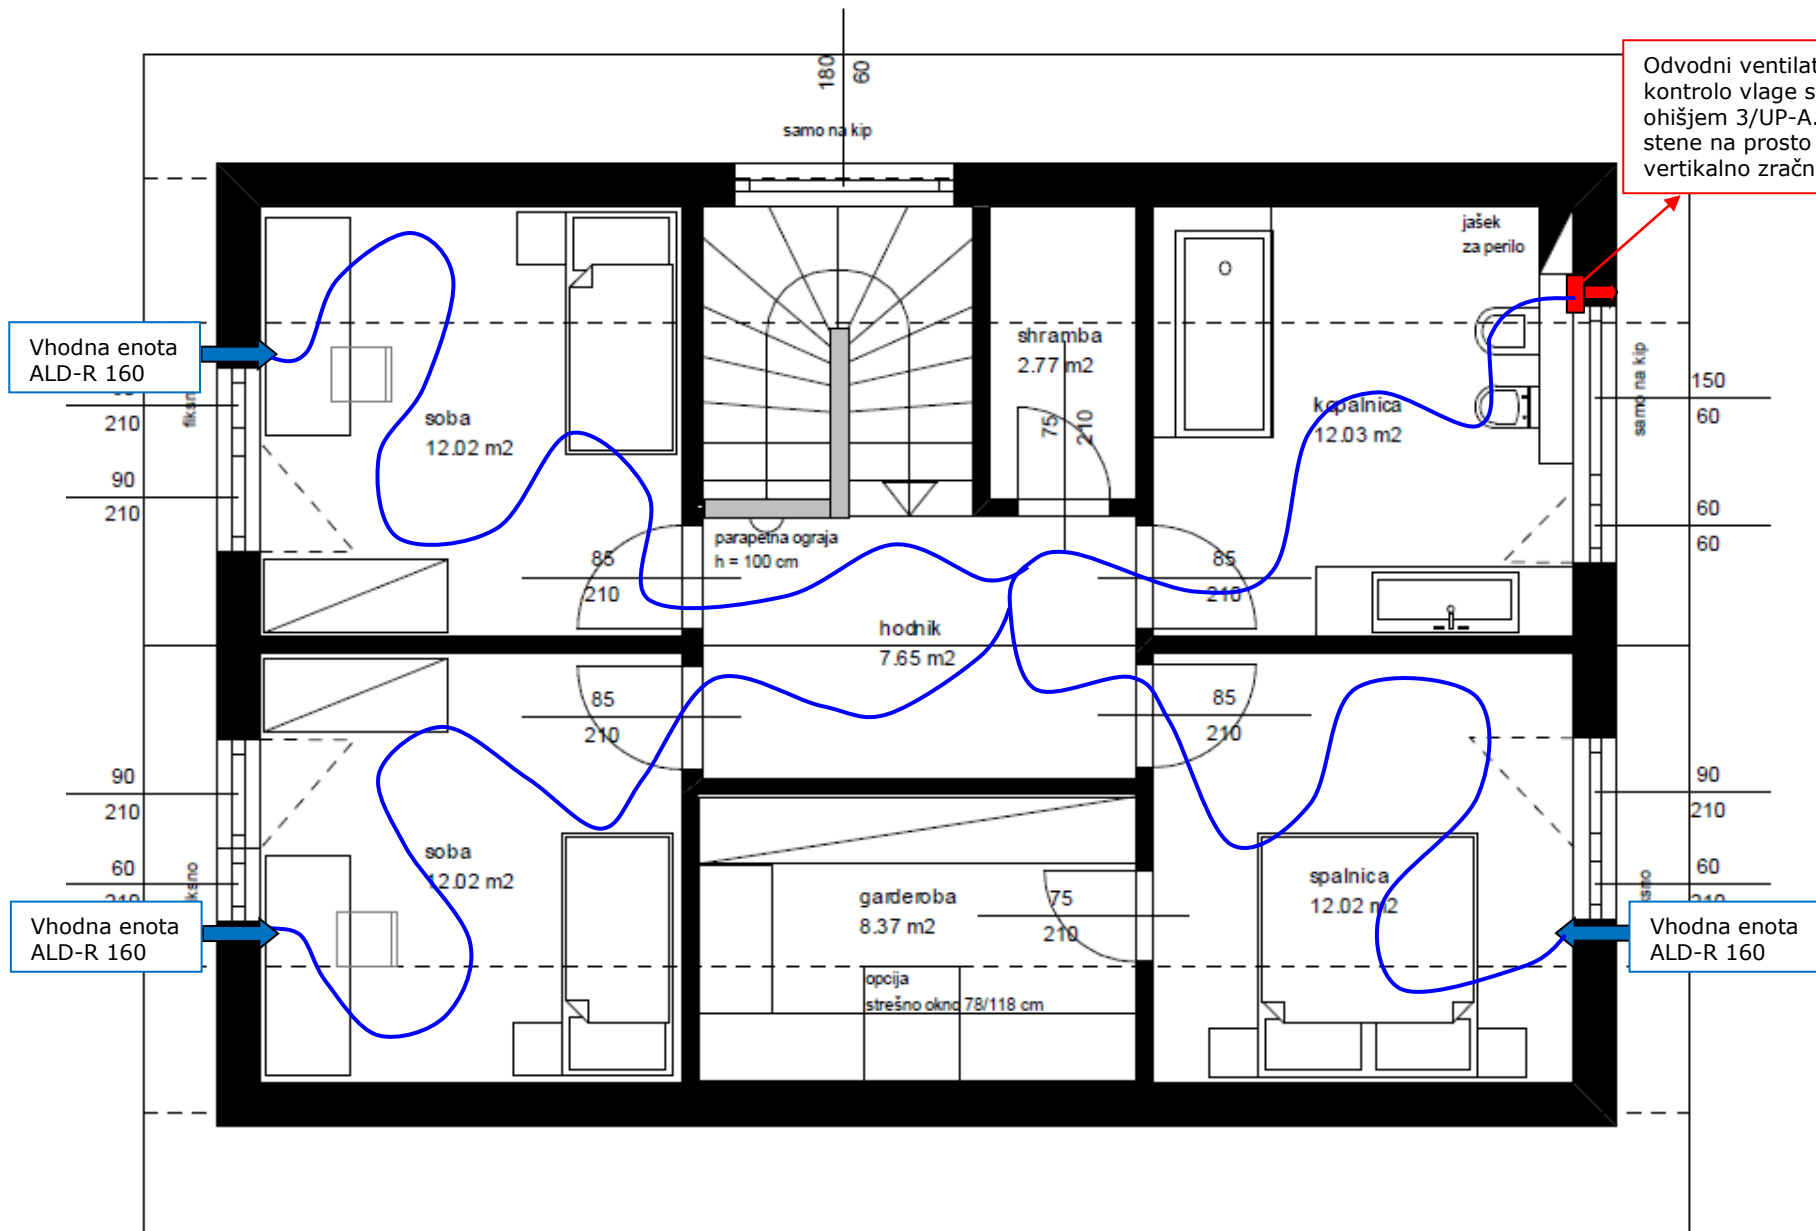 180
60
samo na kip
Odvodni
kontrolo vlage s
ohišjem 3/UP-A.
stene na prosto
vertikalno
Vhodna enota
ALD-R 160
210
90
210
soba
12.02 m2
85
210
parapetna ograja
h = 100 cm
shramba
2.77 m2
75
210
jašek
za perilo
kopalnica
12.03 m2
85
210
samo na kip
150
60
60
60
hodnik
7.65 m2
85
210
85
210
90
210
60
soba
12.02 m2
Vhodna enota
ALD-R 160
garderoba
8.37 m2
75
210
opcija
strešno okno 78/118 cm
spalnica
12.02 m2
90
210
60
Vhodna enota
ALD-R 160